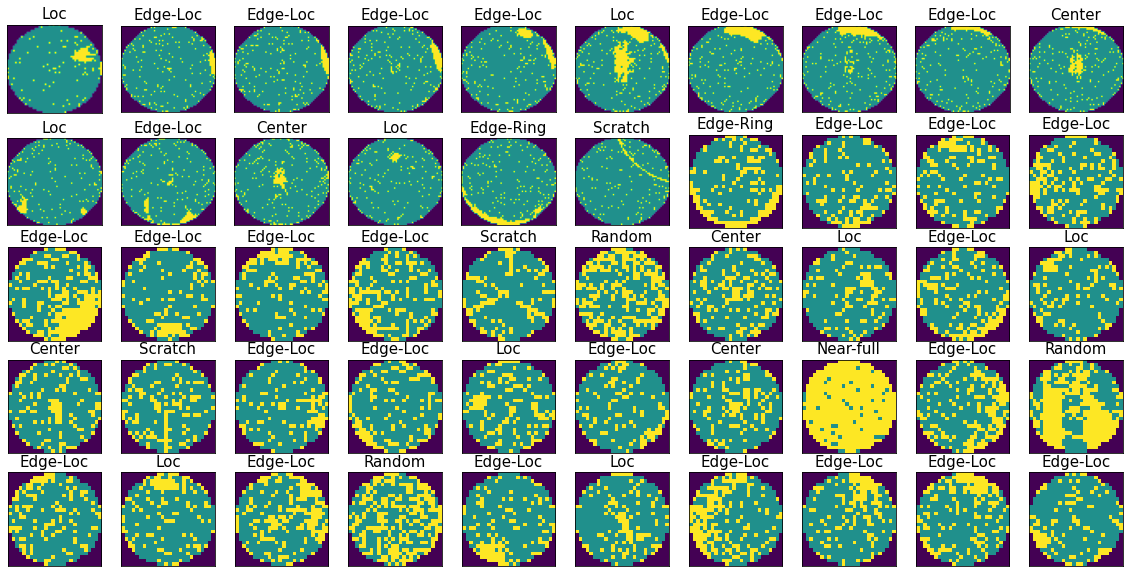 Loc Edge-Loc Edge-Loc Edge-Loc Edge-Loc Loc Edge-Loc Edge-Loc Edge-Loc Center
Loc Edge-Loc Center Loc Edge-Ring Scratch Edge-Ring Edge-Loc Edge-Loc Edge-Loc
Edge-Loc Edge-Loc Edge-Loc Edge-Loc Scratch Random Center Loc Edge-Loc Loc
Center Scratch Edge-Loc Edge-Loc Loc Edge-Loc Center Near-full Edge-Loc Random
Edge-Loc Loc Edge-Loc Random Edge-Loc Loc Edge-Loc Edge-Loc Edge-Loc Edge-Loc